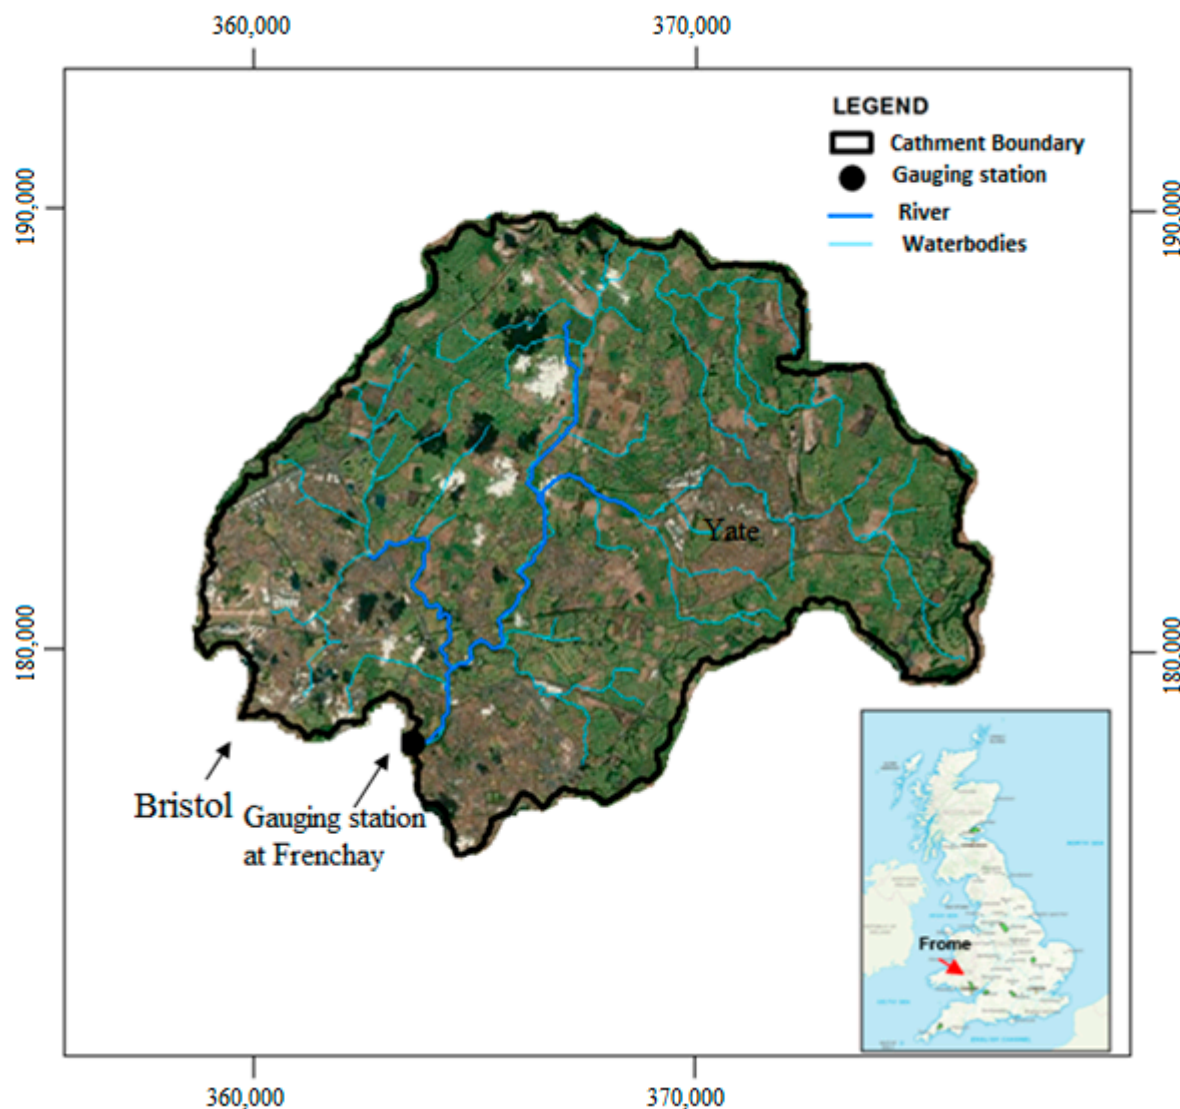 360,000
370,000
LEGEND
Cathment Boundary
Gauging station
River
Waterbodies
190,000
190,000
Yate
180,000
180,000
Bristol
Gauging station
at Frenchay
Frome
360,000
370,000